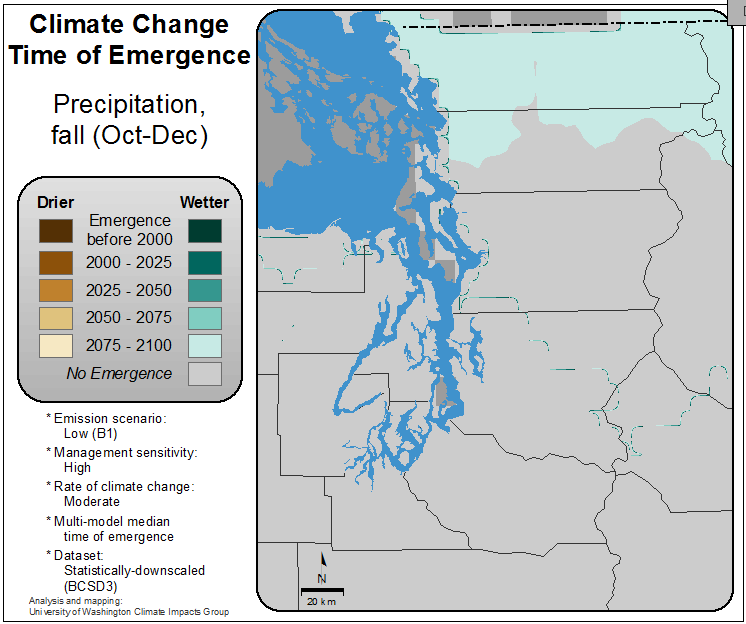 Climate Change
Time of Emergence
Precipitation,
fall (Oct-Dec)
Drier Wetter
Emergence
before 2000
2000 - 2025
2025 - 2050
2050 - 2075
2075 - 2100
No Emergence
* Emission scenario:
Low (B1)
* Management sensitivity:
High
* Rate of climate change:
Moderate
* Multi-model median
time of emergence
* Dataset:
Statistically-downscaled
(BCSD3)
Analysis and mapping:
University of Washington Climate Impacts Group
N
20 km